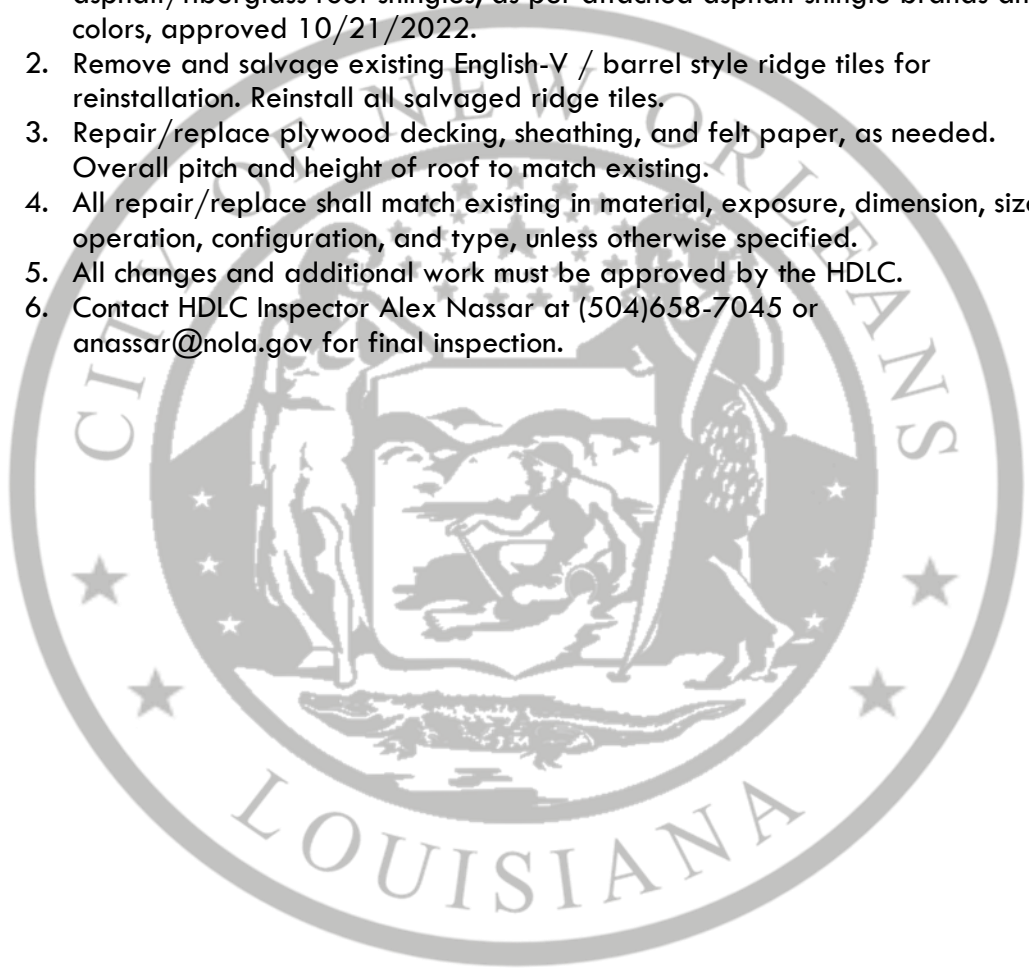 asphalt/fiberglass roof shingles, as per attached asphalt shingle brands an
colors, approved 10/21/2022.
2. Remove and salvage existing English-V / barrel style ridge tiles for
reinstallation. Reinstall all salvaged ridge tiles.
3. Repair/replace plywood decking, sheathing, and felt paper, as needed.
Overall pitch and height of roof to match existing.
4. All repair/replace shall match existing in material, exposure, dimension, siz
operation, configuration, and type, unless otherwise specified.
5. All changes and additional work must be approved by the HDLC.
6. Contact HDLC Inspector Alex Nassar at (504)658-7045 or
anassar@nola.gov for final inspection.
CITY OF NEW ORLEANS
LOUISIANA